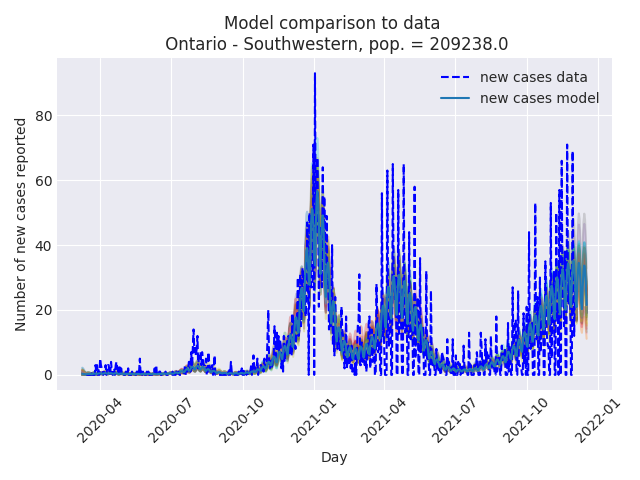 Model comparison to data
Ontario - Southwestern, pop. = 209238.0
new cases data
new cases model
Number of new cases reported
80
60
40
20
0
2020-04
2020-07
2020-10
2021-01
2021-04
2021-07
2021-10
2022-01
Day